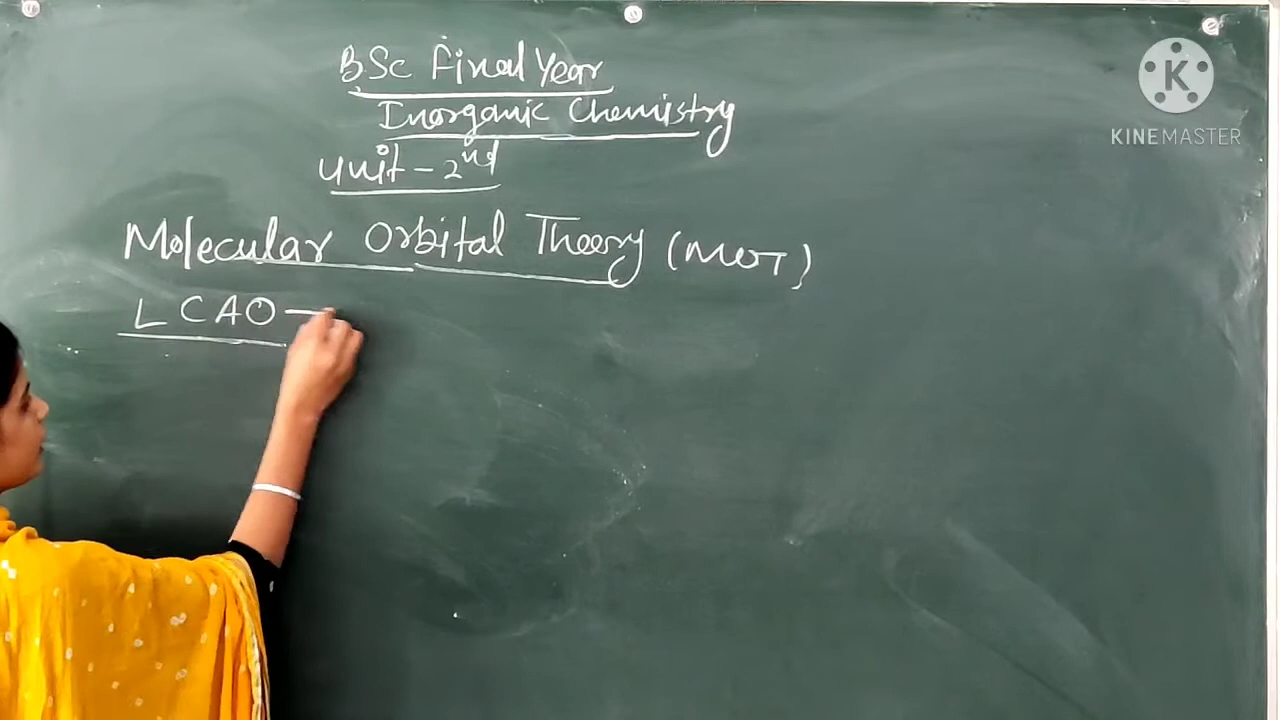 BSc Final Year
Inorganic Chemistry
Unit - 2nd
Molecular Orbital Theory (MOT)
LCAO —
K
KINEMASTER